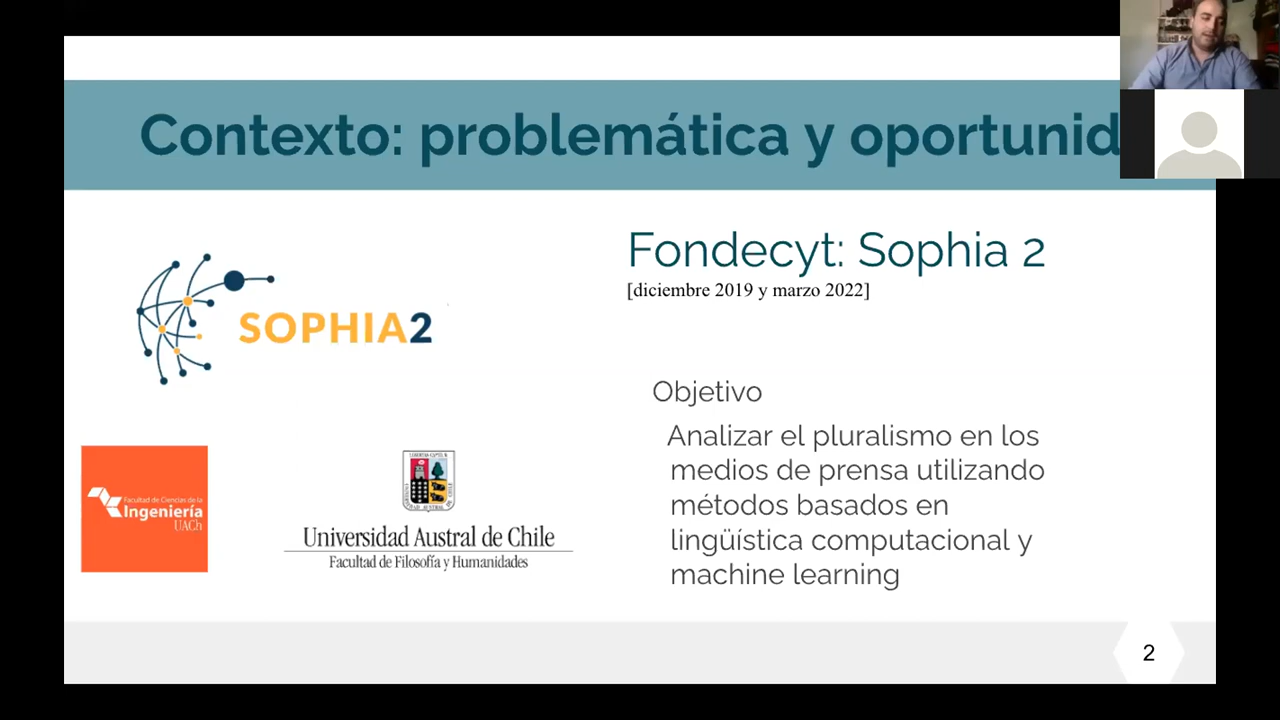 Contexto: problemática y oportunid
Fondecyt: Sophia 2
[diciembre 2019 y marzo 2022]
SOPHIA2
Objetivo
Analizar el pluralismo en los
medios de prensa utilizando
métodos basados en
lingüística computacional y
machine learning
Facultad de Ciencias de la
Ingeniería
UACh
Universidad Austral de Chile
Facultad de Filosofía y Humanidades
2